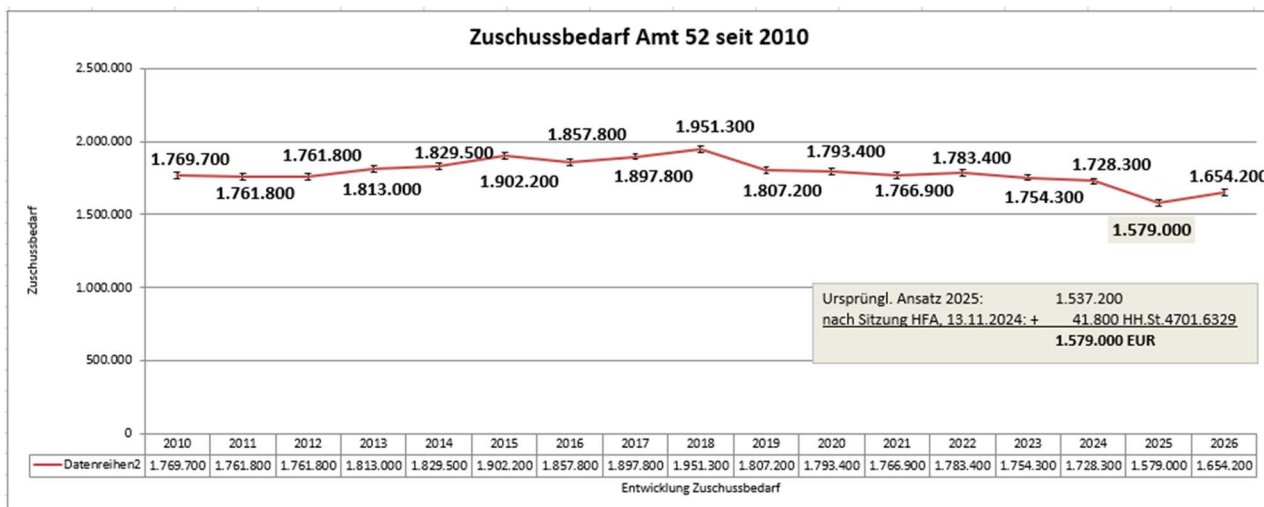 Zuschussbedarf Amt 52 seit 2010
2.500.000
2.000.000
1.500.000
1.000.000
500.000
0
Zuschussbedarf
1.769.700
1.761.800
1.761.800
1.813.000
1.829.500
1.902.200
1.857.800
1.897.800
1.951.300
1.807.200
1.793.400
1.766.900
1.783.400
1.754.300
1.728.300
1.579.000
1.654.200
Ursprüngl. Ansatz 2025: 1.537.200
nach Sitzung HFA, 13.11.2024: + 41.800 HH.St.4701.6329
1.579.000 EUR
2010 2011 2012 2013 2014 2015 2016 2017 2018 2019 2020 2021 2022 2023 2024 2025 2026
Datenreihen2 1.769.700 1.761.800 1.761.800 1.813.000 1.829.500 1.902.200 1.857.800 1.897.800 1.951.300 1.807.200 1.793.400 1.766.900 1.783.400 1.754.300 1.728.300 1.579.000 1.654.200
Entwicklung Zuschussbedarf